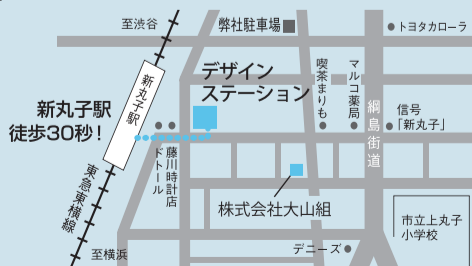 至渋谷
弊社駐車場
トヨタカローラ
デザイン
ステーション
新丸子駅
喫茶まりも
マルコ薬局
綱島街道
信号
「新丸子」
新丸子駅
徒歩30秒！
藤川時計店
ドトール
東急東横線
株式会社大山組
市立上丸子
小学校
至横浜
デニーズ